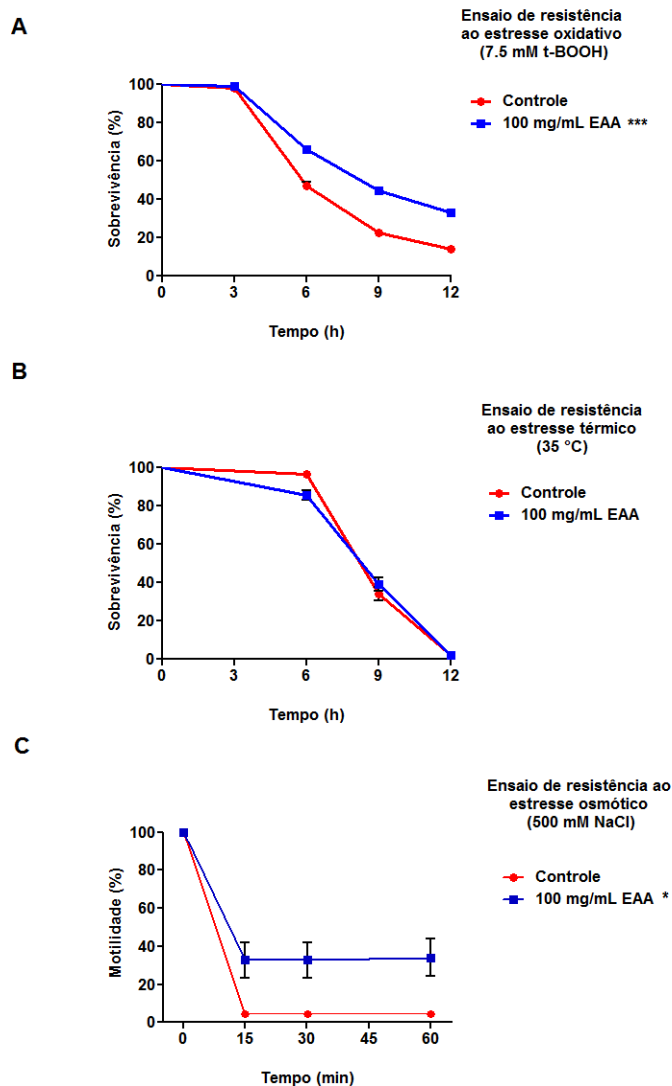 A
Ensaio de resistência
ao estresse oxidativo
(7.5 mM t-BOOH)
Controle
100 mg/mL EAA ***
Sobrevivência (%)
100
80
60
40
20
0
0 3 6 9 12
Tempo (h)
B
Ensaio de resistência
ao estresse térmico
(35 °C)
Controle
100 mg/mL EAA
Sobrevivência (%)
100
80
60
40
20
0
0 3 6 9 12
Tempo (h)
C
Ensaio de resistência ao
estresse osmótico
(500 mM NaCl)
Controle
100 mg/mL EAA *
Motilidade (%)
100
80
60
40
20
0
0 15 30 45 60
Tempo (min)